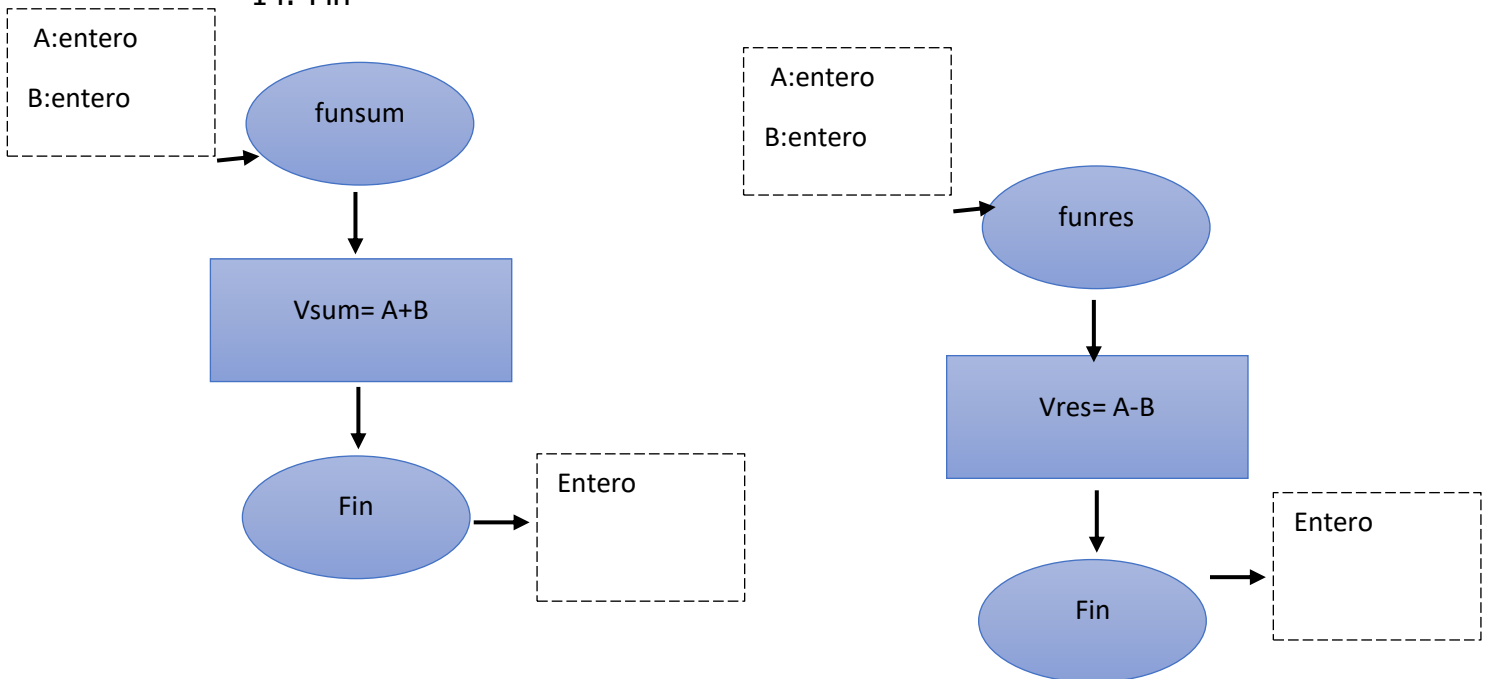 A:entero
B:entero
funsum
Vsum= A+B
Fin
Entero
A:entero
B:entero
funres
Vres= A-B
Fin
Entero